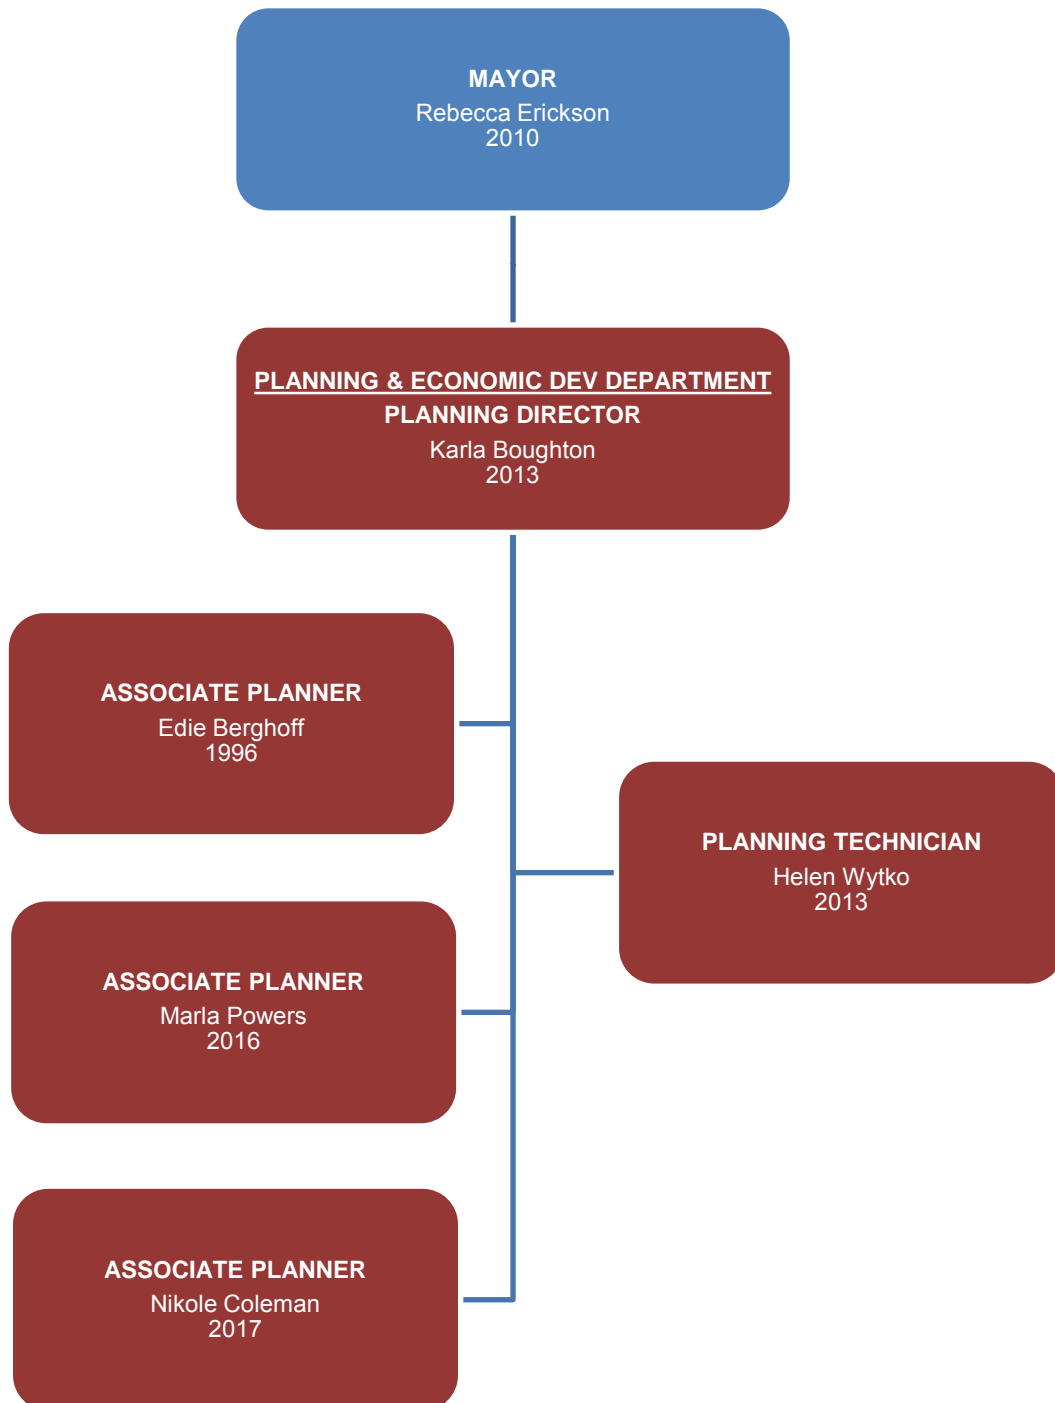 MAYOR
Rebecca Erickson
2010
PLANNING & ECONOMIC DEV DEPARTMENT
PLANNING DIRECTOR
Karla Boughton
2013
ASSOCIATE PLANNER
Edie Berghoff
1996
PLANNING TECHNICIAN
Helen Wytko
2013
ASSOCIATE PLANNER
Marla Powers
2016
ASSOCIATE PLANNER
Nikole Coleman
2017